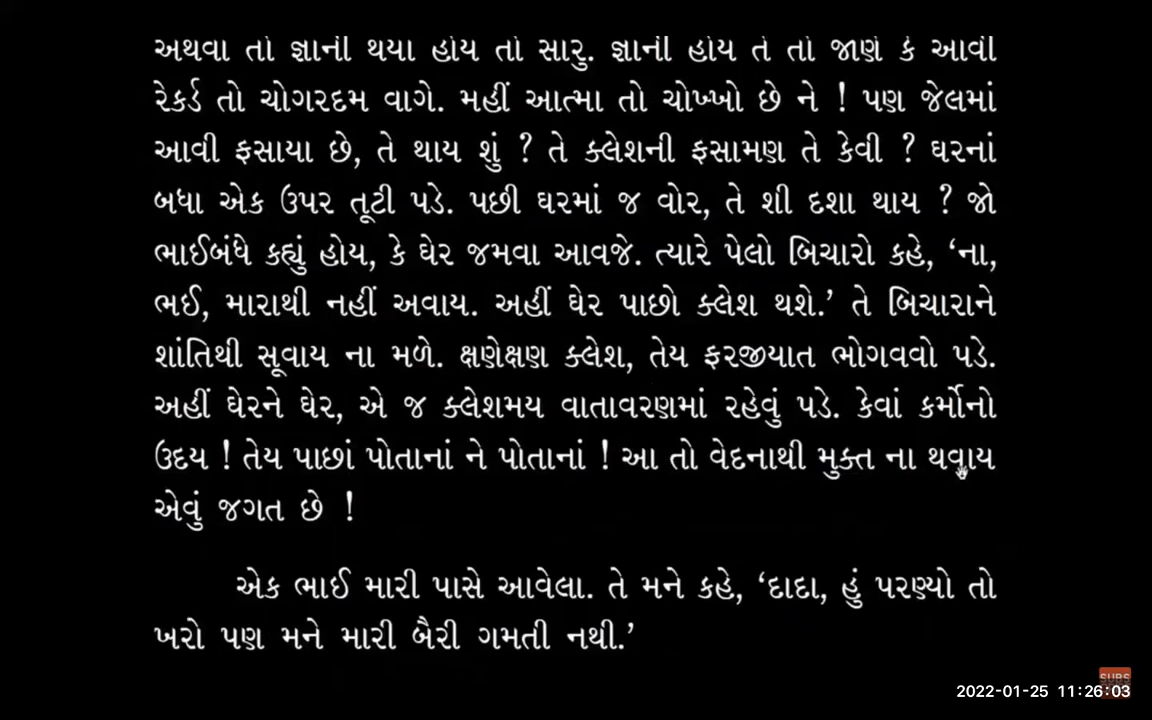 અથવા તો જ્ઞાની થયા હોય તો સારુ. જ્ઞાની હોય તે તો જાણે કે આવી
રેકર્ડ તો ચોગરદમ વાગે. મહીં આત્મા તો ચોખ્ખો છે ને ! પણ જેલમાં
આવી ફસાયા છે, તે થાય શું ? તે ક્લેશની ફસામણ તે કેવી ? ઘરનાં
બધા એક ઉપર તૂટી પડે. પછી ઘરમાં જ વોર, તે શી દશા થાય ? જો
ભાઈબંધે કહ્યું હોય, કે ઘેર જમવા આવજે. ત્યારે પેલો બિચારો કહે, ‘ના,
ભઈ, મારાથી નહીં અવાય. અહીં ઘેર પાછો ક્લેશ થશે.’ તે બિચારાને
શાંતિથી સૂવાય ના મળે. ક્ષણેક્ષણ ક્લેશ, તેય ફરજીયાત ભોગવવો પડે.
અહીં ઘેરને ઘેર, એ જ ક્લેશમય વાતાવરણમાં રહેવું પડે. કેવાં કર્મોનો
ઉદય ! તેય પાછાં પોતાનાં ને પોતાનાં ! આ તો વેદનાથી મુક્ત ના થવાય
એવું જગત છે !
એક ભાઈ મારી પાસે આવેલા. તે મને કહે, ‘દાદા, હું પરણ્યો તો
ખરો પણ મને મારી બૈરી ગમતી નથી.’
SUBS
2022-01-25 11:26:03